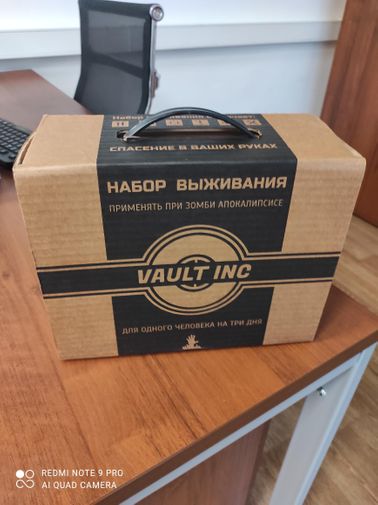 Набор
СПАСЕНИЕ В ВАШИХ РУКАХ
НАБОР ВЫЖИВАНИЯ
ПРИМЕНЯТЬ ПРИ ЗОМБИ АПОКАЛИПСИСЕ
VAULT INC
ДЛЯ ОДНОГО ЧЕЛОВЕКА НА ТРИ ДНЯ
REDMI NOTE 9 PRO
AI QUAD CAMERA